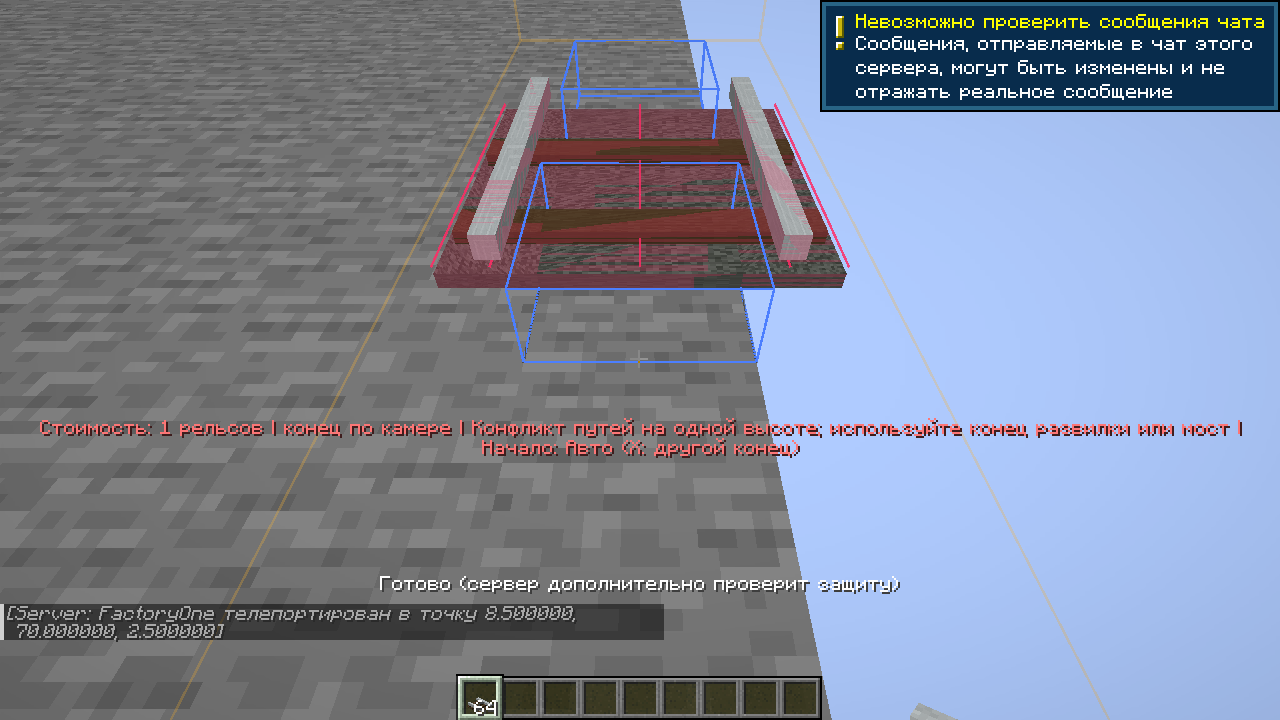 Невозможно проверить сообщения чата
Сообщения, отправляемые в чат этого
сервера, могут быть изменены и не
отражать реальное сообщение
Стоимость: 1 рельсов | конец по камере | Конфликт путей на одной высоте; используйте конец развилки или мост |
Начало: Авто (X: другой конец)
Готово (сервер дополнительно проверит защиту)
[Server: FactoryOne телепортирован в точку 8.500000,
70.000000, 2.500000]
64